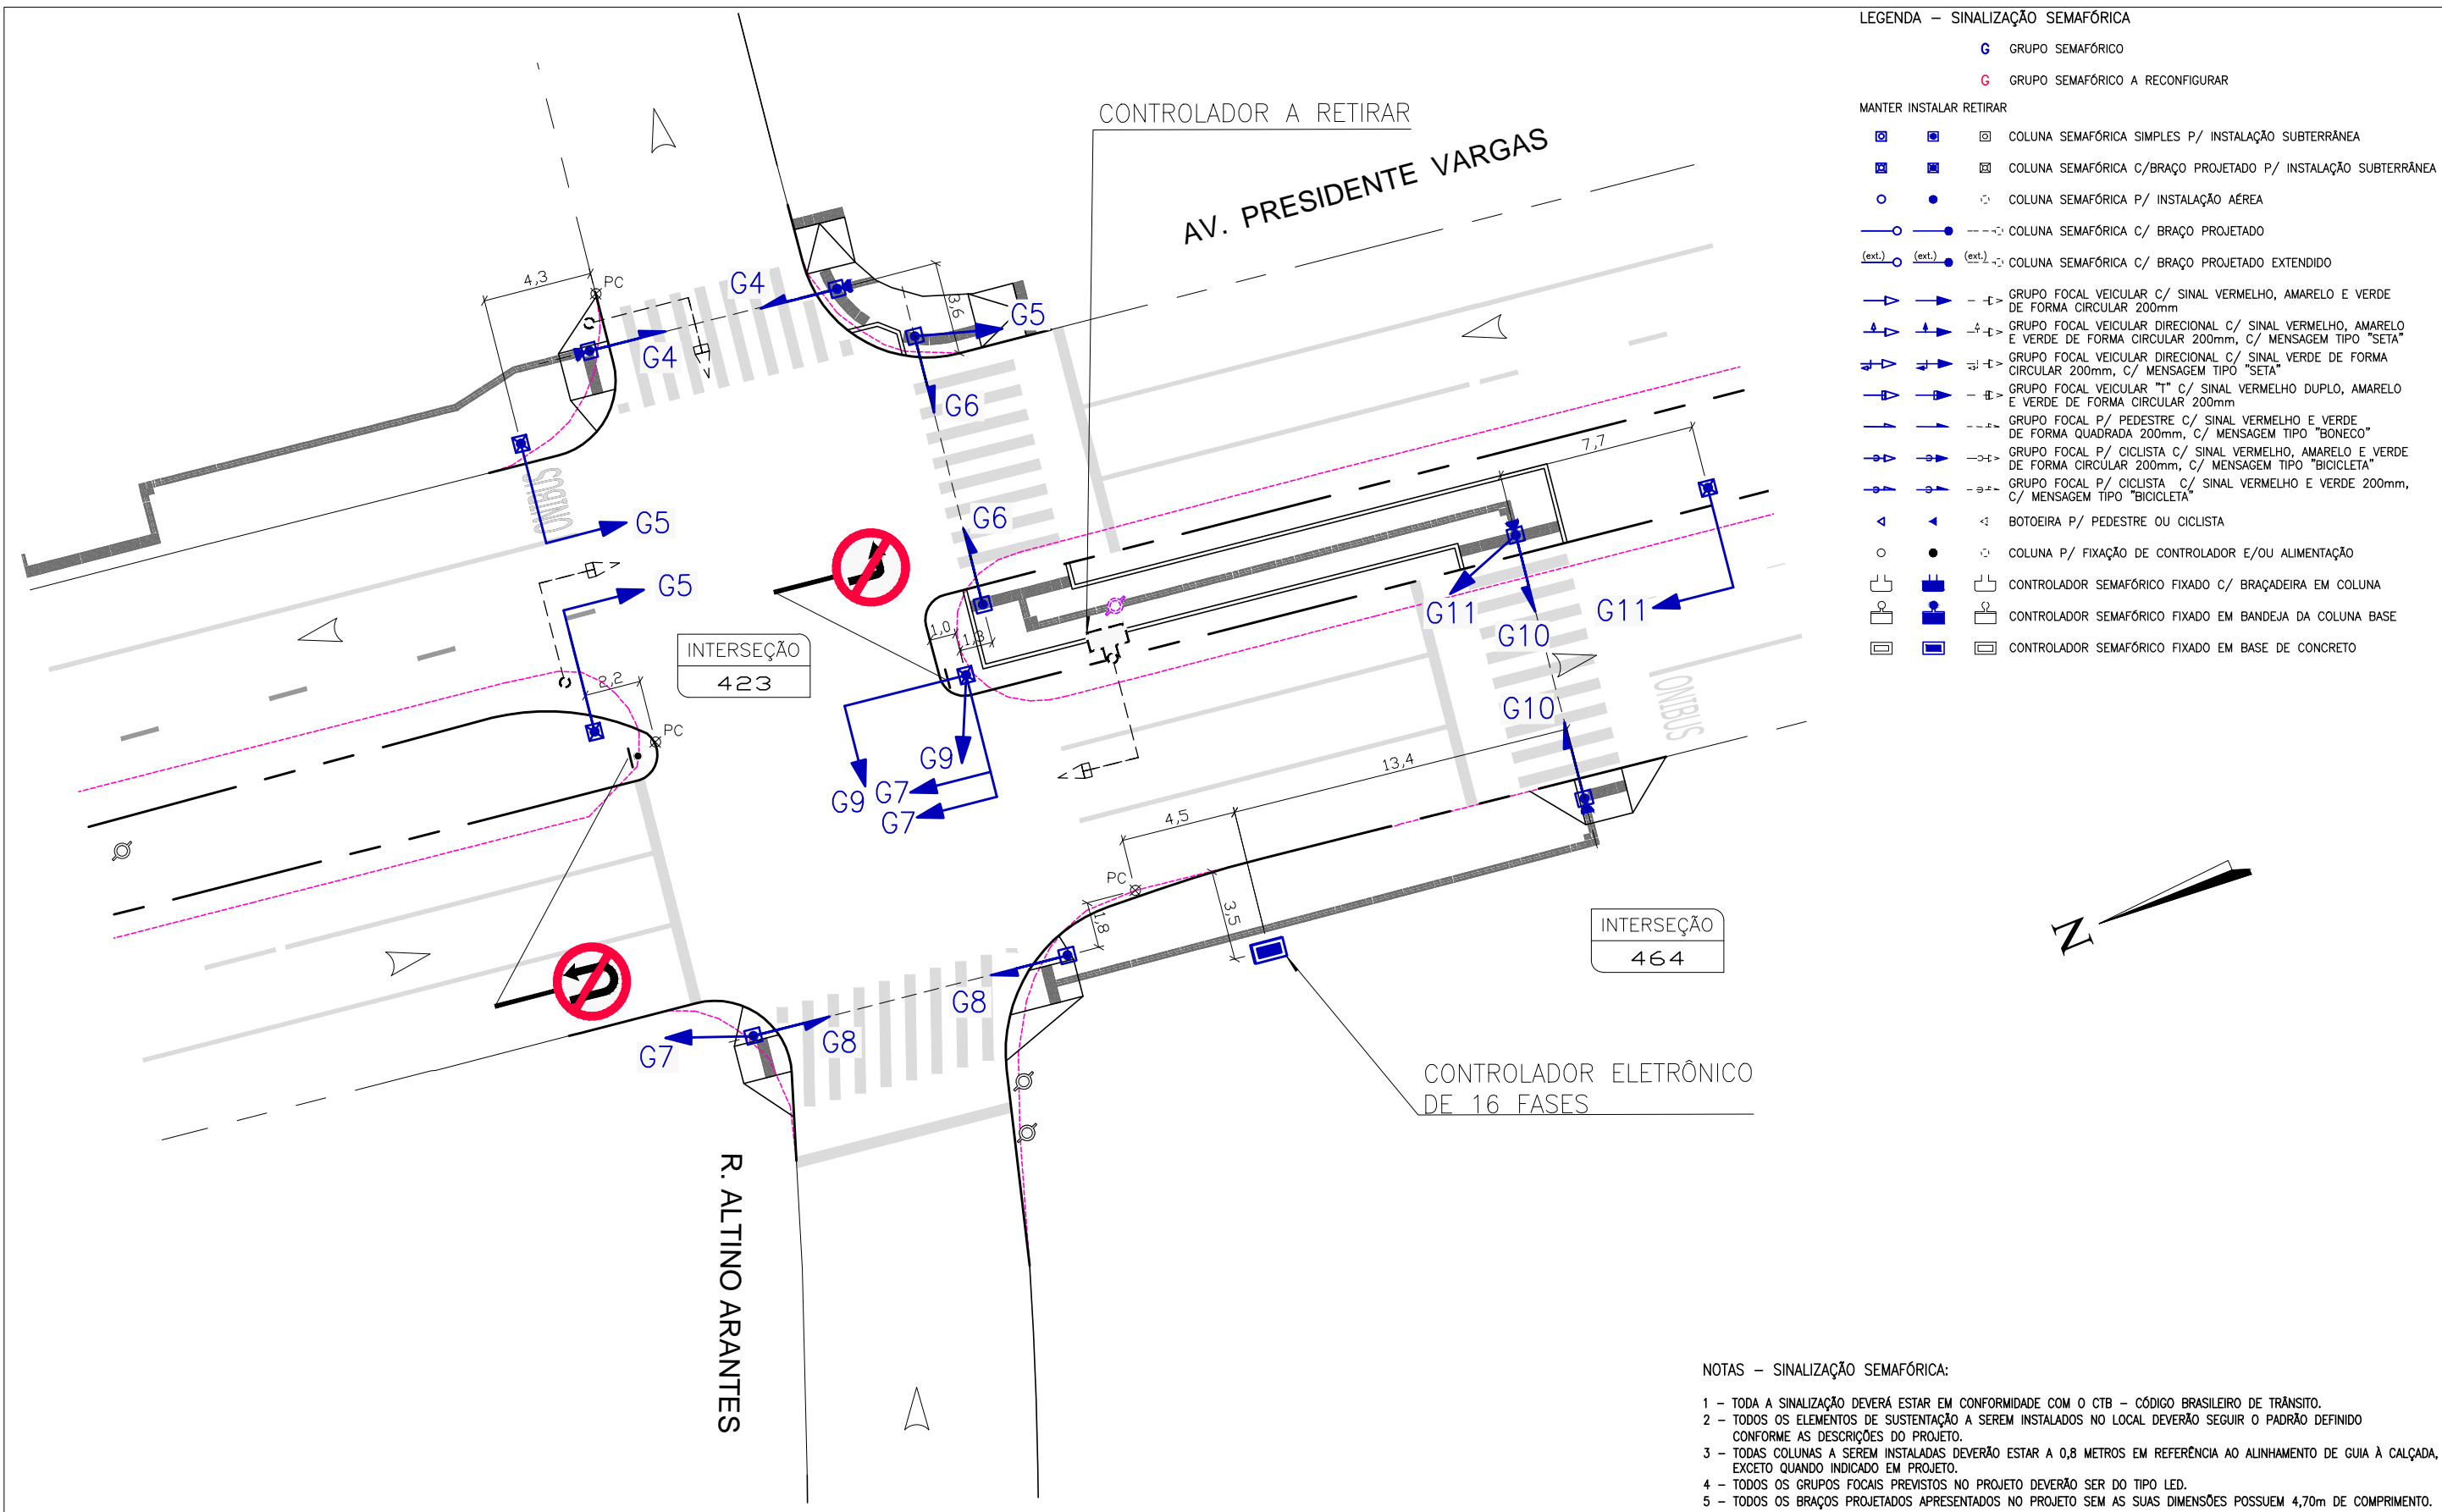 LEGENDA – SINALIZAÇÃO SEMAFÓRICA
G GRUPO SEMAFÓRICO
G GRUPO SEMAFÓRICO A RECONFIGURAR
MANTER INSTALAR RETIRAR
COLUNA SEMAFÓRICA SIMPLES P/ INSTALAÇÃO SUBTERRÂNEA
COLUNA SEMAFÓRICA C/BRAÇO PROJETADO P/ INSTALAÇÃO SUBTERRÂNEA
COLUNA SEMAFÓRICA P/ INSTALAÇÃO AÉREA
COLUNA SEMAFÓRICA C/ BRAÇO PROJETADO
(ext.) (ext.) (ext.) COLUNA SEMAFÓRICA C/ BRAÇO PROJETADO EXTENDIDO
GRUPO FOCAL VEICULAR C/ SINAL VERMELHO, AMARELO E VERDE
DE FORMA CIRCULAR 200mm
GRUPO FOCAL VEICULAR DIRECIONAL C/ SINAL VERMELHO, AMARELO
E VERDE DE FORMA CIRCULAR 200mm, C/ MENSAGEM TIPO "SETA"
GRUPO FOCAL VEICULAR DIRECIONAL C/ SINAL VERDE DE FORMA
CIRCULAR 200mm, C/ MENSAGEM TIPO "SETA"
GRUPO FOCAL VEICULAR "T" C/ SINAL VERMELHO DUPLO, AMARELO
E VERDE DE FORMA CIRCULAR 200mm
GRUPO FOCAL P/ PEDESTRE C/ SINAL VERMELHO E VERDE
DE FORMA QUADRADA 200mm, C/ MENSAGEM TIPO "BONECO"
GRUPO FOCAL P/ CICLISTA C/ SINAL VERMELHO, AMARELO E VERDE
DE FORMA CIRCULAR 200mm, C/ MENSAGEM TIPO "BICICLETA"
GRUPO FOCAL P/ CICLISTA C/ SINAL VERMELHO E VERDE 200mm,
C/ MENSAGEM TIPO "BICICLETA"
BOTOEIRA P/ PEDESTRE OU CICLISTA
COLUNA P/ FIXAÇÃO DE CONTROLADOR E/OU ALIMENTAÇÃO
CONTROLADOR SEMAFÓRICO FIXADO C/ BRAÇADEIRA EM COLUNA
CONTROLADOR SEMAFÓRICO FIXADO EM BANDEJA DA COLUNA BASE
CONTROLADOR SEMAFÓRICO FIXADO EM BASE DE CONCRETO
CONTROLADOR A RETIRAR
AV. PRESIDENTE VARGAS
4,3
PC
G4
G4
3,6
G5
G6
ÔNIBUS
G5
G6
7,7
G5
INTERSEÇÃO
423
1,0
1,3
G11
G10
G11
2,2
PC
G10
ÔNIBUS
G9
G9
G7
G7
13,4
4,5
PC
1,8
3,5
INTERSEÇÃO
464
N
G8
G7
G8
CONTROLADOR ELETRÔNICO
DE 16 FASES
R. ALTINO ARANTES
NOTAS – SINALIZAÇÃO SEMAFÓRICA:
1 – TODA A SINALIZAÇÃO DEVERÁ ESTAR EM CONFORMIDADE COM O CTB – CÓDIGO BRASILEIRO DE TRÂNSITO.
2 – TODOS OS ELEMENTOS DE SUSTENTAÇÃO A SEREM INSTALADOS NO LOCAL DEVERÃO SEGUIR O PADRÃO DEFINIDO
CONFORME AS DESCRIÇÕES DO PROJETO.
3 – TODAS COLUNAS A SEREM INSTALADAS DEVERÃO ESTAR A 0,8 METROS EM REFERÊNCIA AO ALINHAMENTO DE GUIA À CALÇADA,
EXCETO QUANDO INDICADO EM PROJETO.
4 – TODOS OS GRUPOS FOCAIS PREVISTOS NO PROJETO DEVERÃO SER DO TIPO LED.
5 – TODOS OS BRAÇOS PROJETADOS APRESENTADOS NO PROJETO SEM AS SUAS DIMENSÕES POSSUEM 4,70m DE COMPRIMENTO.